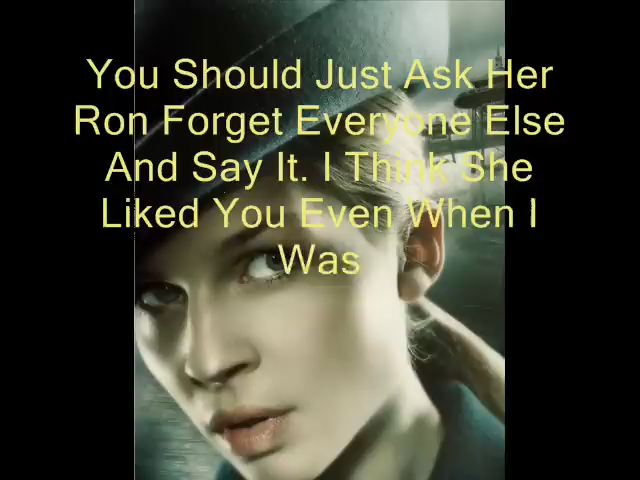 You Should Just Ask Her
Ron Forget Everyone Else
And Say It. I Think She
Liked You Even When I
Was